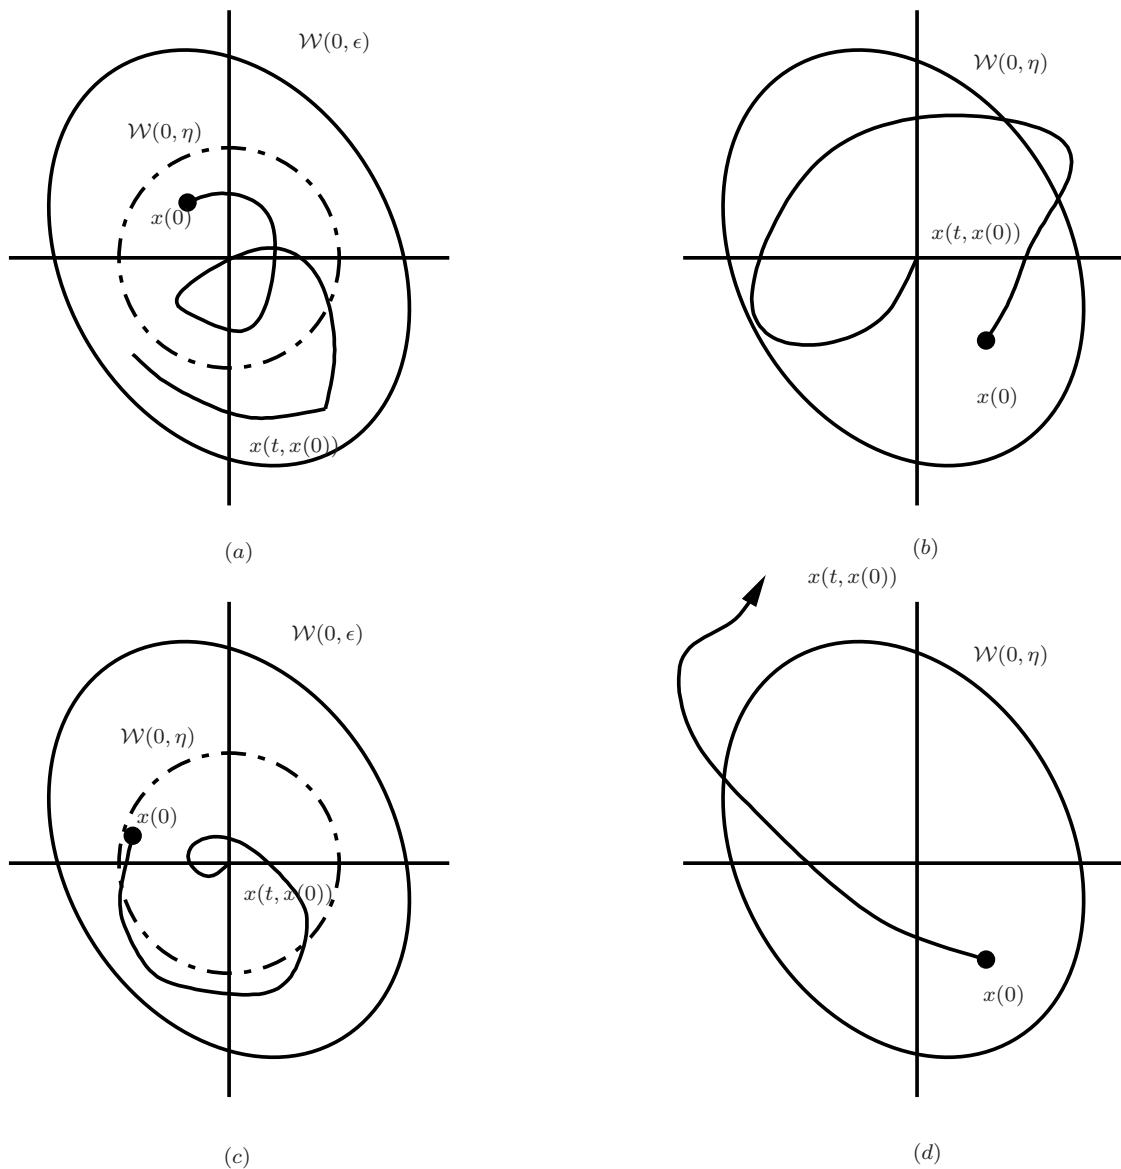 𝒲(0, ϵ)
𝒲(0, η)
x(0)
x(t, x(0))
(a)
𝒲(0, η)
x(t, x(0))
x(0)
(b)
𝒲(0, ϵ)
𝒲(0, η)
x(0)
x(t, x(0))
(c)
x(t, x(0))
𝒲(0, η)
x(0)
(d)